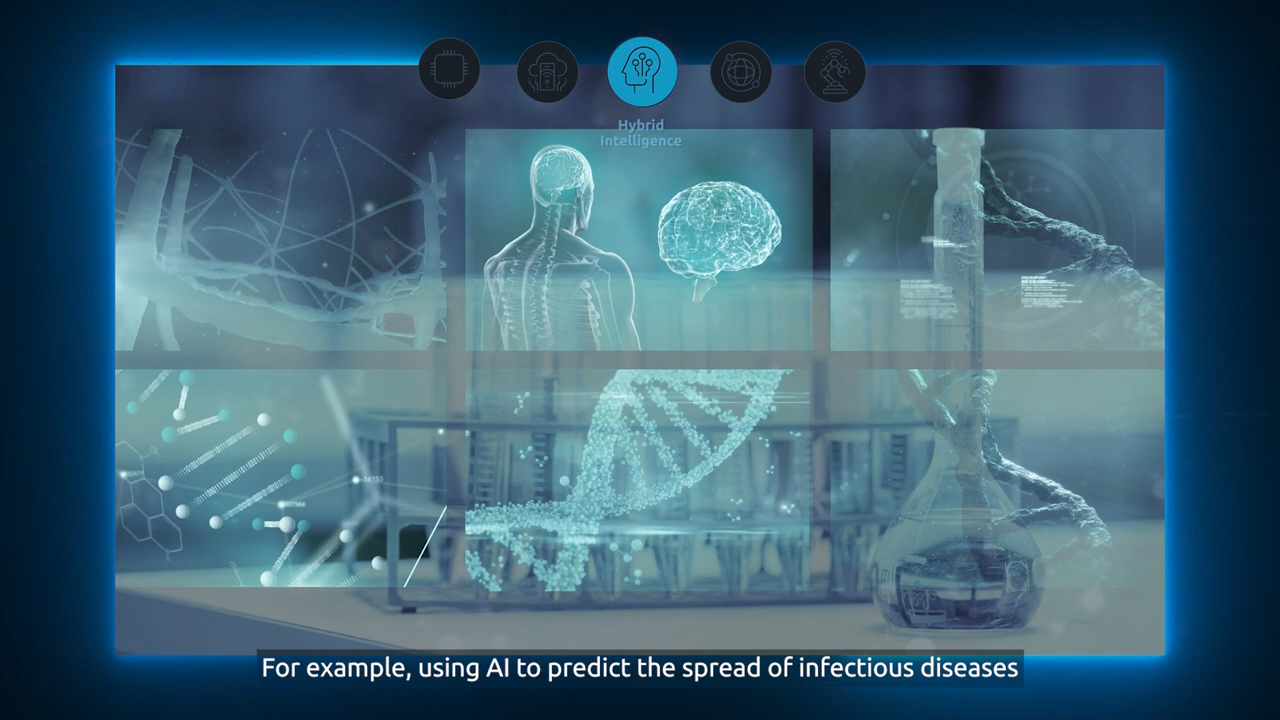 Hybrid
Intelligence
For example, using AI to predict the spread of infectious diseases